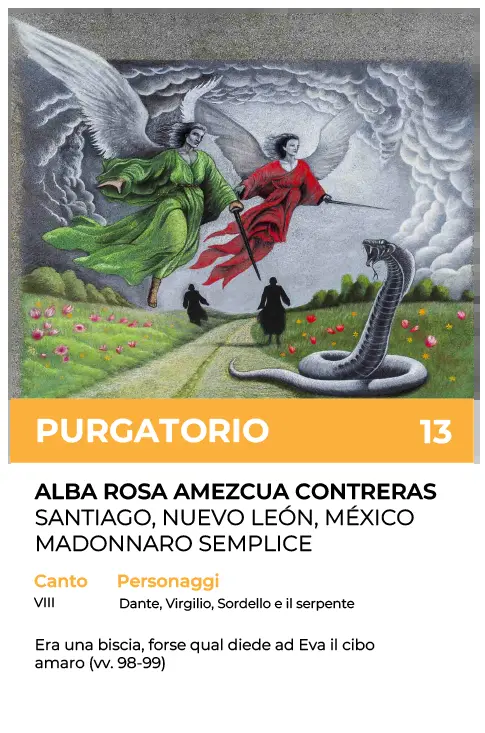 PURGATORIO 13
ALBA ROSA AMEZCUA CONTRERAS
SANTIAGO, NUEVO LEÓN, MÉXICO
MADONNARO SEMPLICE
Canto Personaggi
VIII Dante, Virgilio, Sordello e il serpente
Era una biscia, forse qual diede ad Eva il cibo
amaro (vv. 98-99)